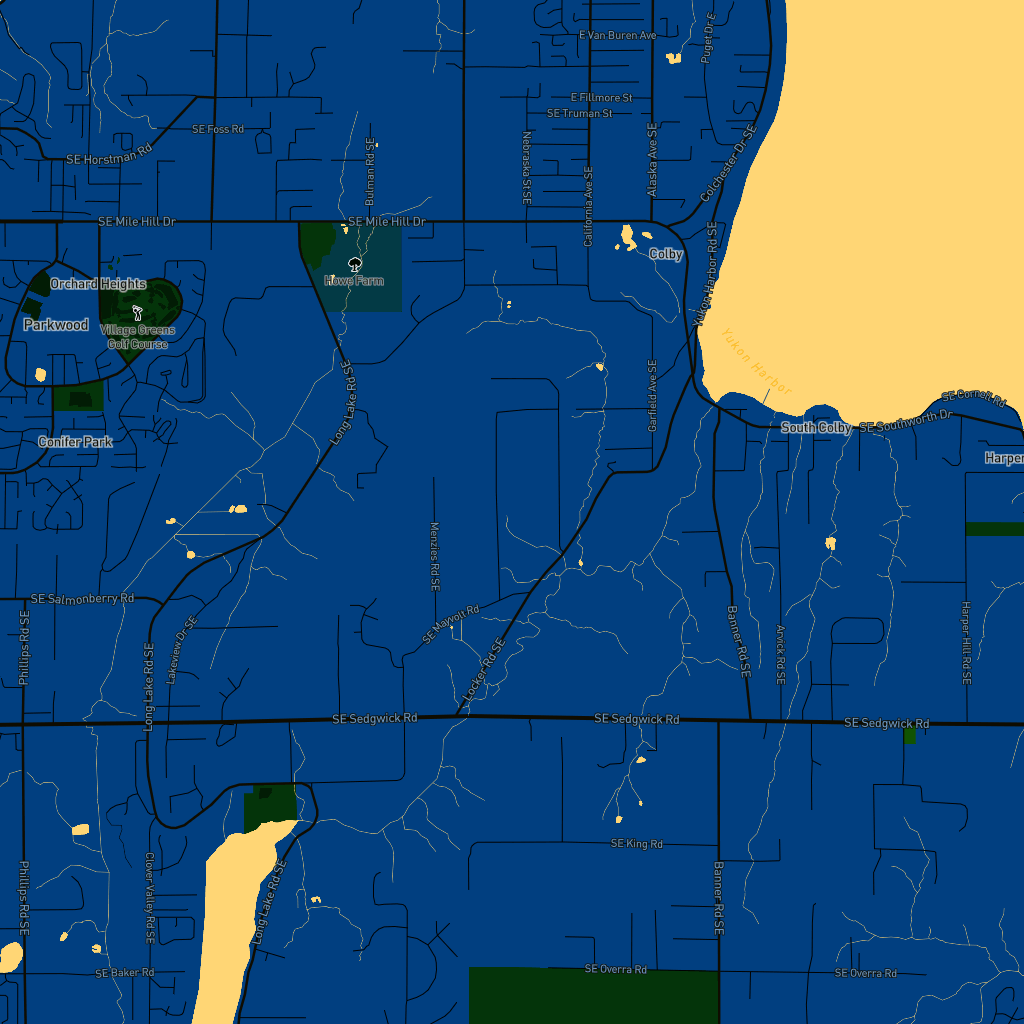 E Van Buren Ave
Puget Dr E
E Fillmore St
SE Truman St
SE Foss Rd
SE Horstman Rd
Bulman Rd SE
Nebraska St SE
California Ave SE
Alaska Ave SE
Colchester Dr SE
SE Mile Hill Dr
SE Mile Hill Dr
Colby
Yukon Harbor Rd SE
Howe Farm
Orchard Heights
Parkwood
Village Greens
Golf Course
Yukon Harbor
Long Lake Rd SE
Garfield Ave SE
SE Cornell Rd
SE Southworth Dr
South Colby
Harper
Conifer Park
Menzies Rd SE
SE Salmonberry Rd
Phillips Rd SE
Lakeview Dr SE
Long Lake Rd SE
SE Mayvolt Rd
Locker Rd SE
Banner Rd SE
Arvick Rd SE
Harper Hill Rd SE
SE Sedgwick Rd
SE Sedgwick Rd
SE Sedgwick Rd
SE King Rd
Phillips Rd SE
Clover Valley Rd SE
Long Lake Rd SE
Banner Rd SE
SE Baker Rd
SE Overra Rd
SE Overra Rd